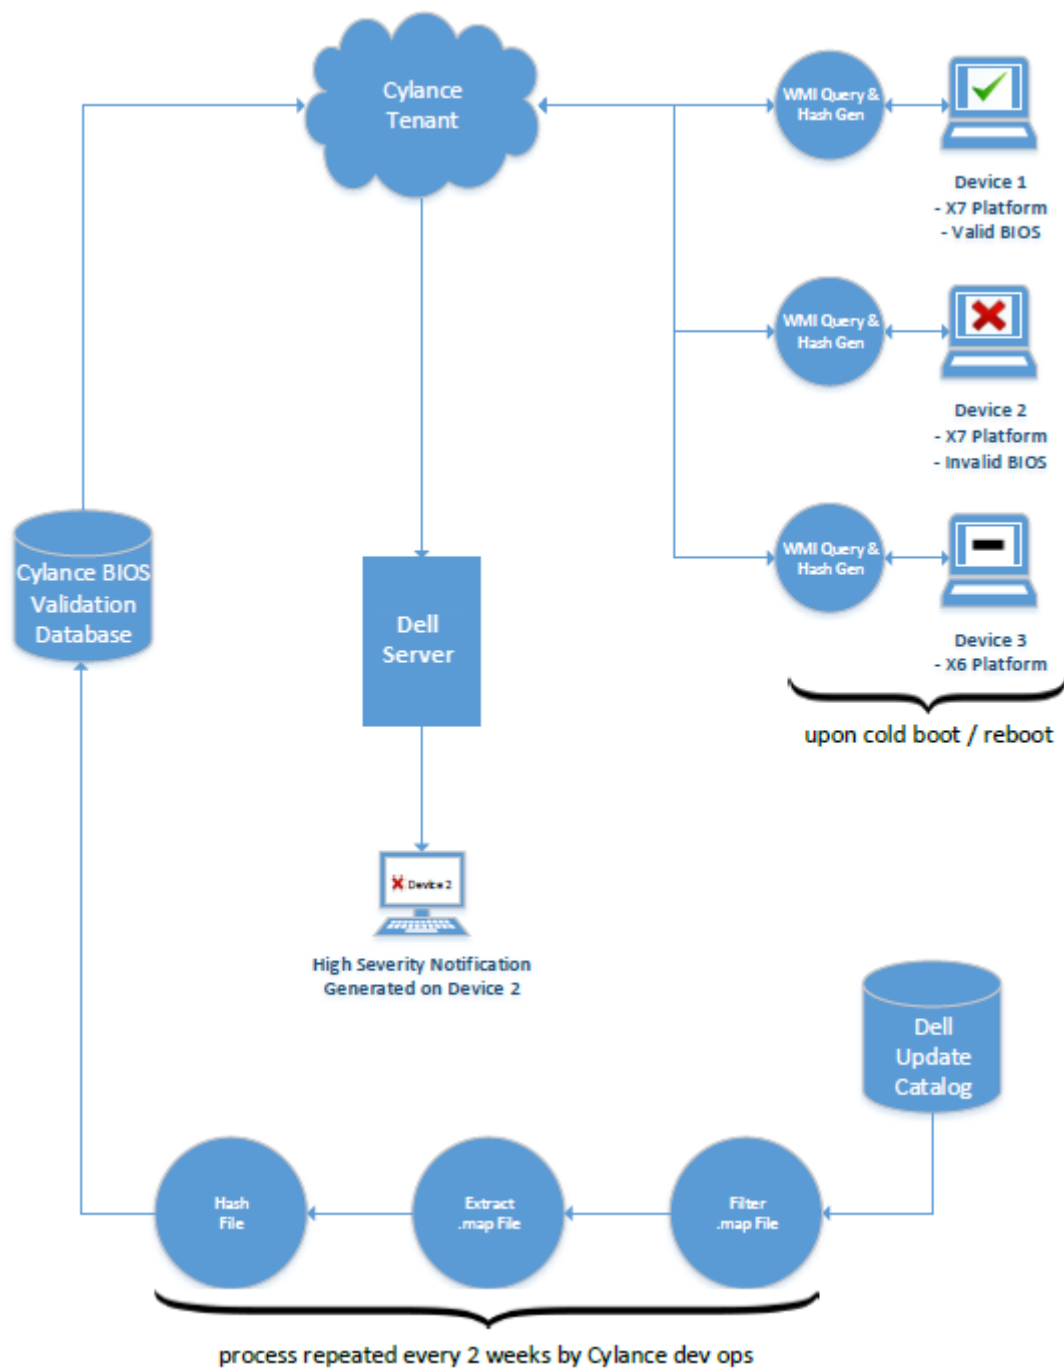 Cylance
Tenant
WMI Query &
Hash Gen
Device 1
- X7 Platform
- Valid BIOS
WMI Query &
Hash Gen
Device 2
- X7 Platform
- Invalid BIOS
WMI Query &
Hash Gen
Device 3
- X6 Platform
upon cold boot / reboot
Cylance BIOS
Validation
Database
Dell
Server
Device 2
High Severity Notification
Generated on Device 2
Dell
Update
Catalog
Hash
File
Extract
.map File
Filter
.map File
process repeated every 2 weeks by Cylance dev ops